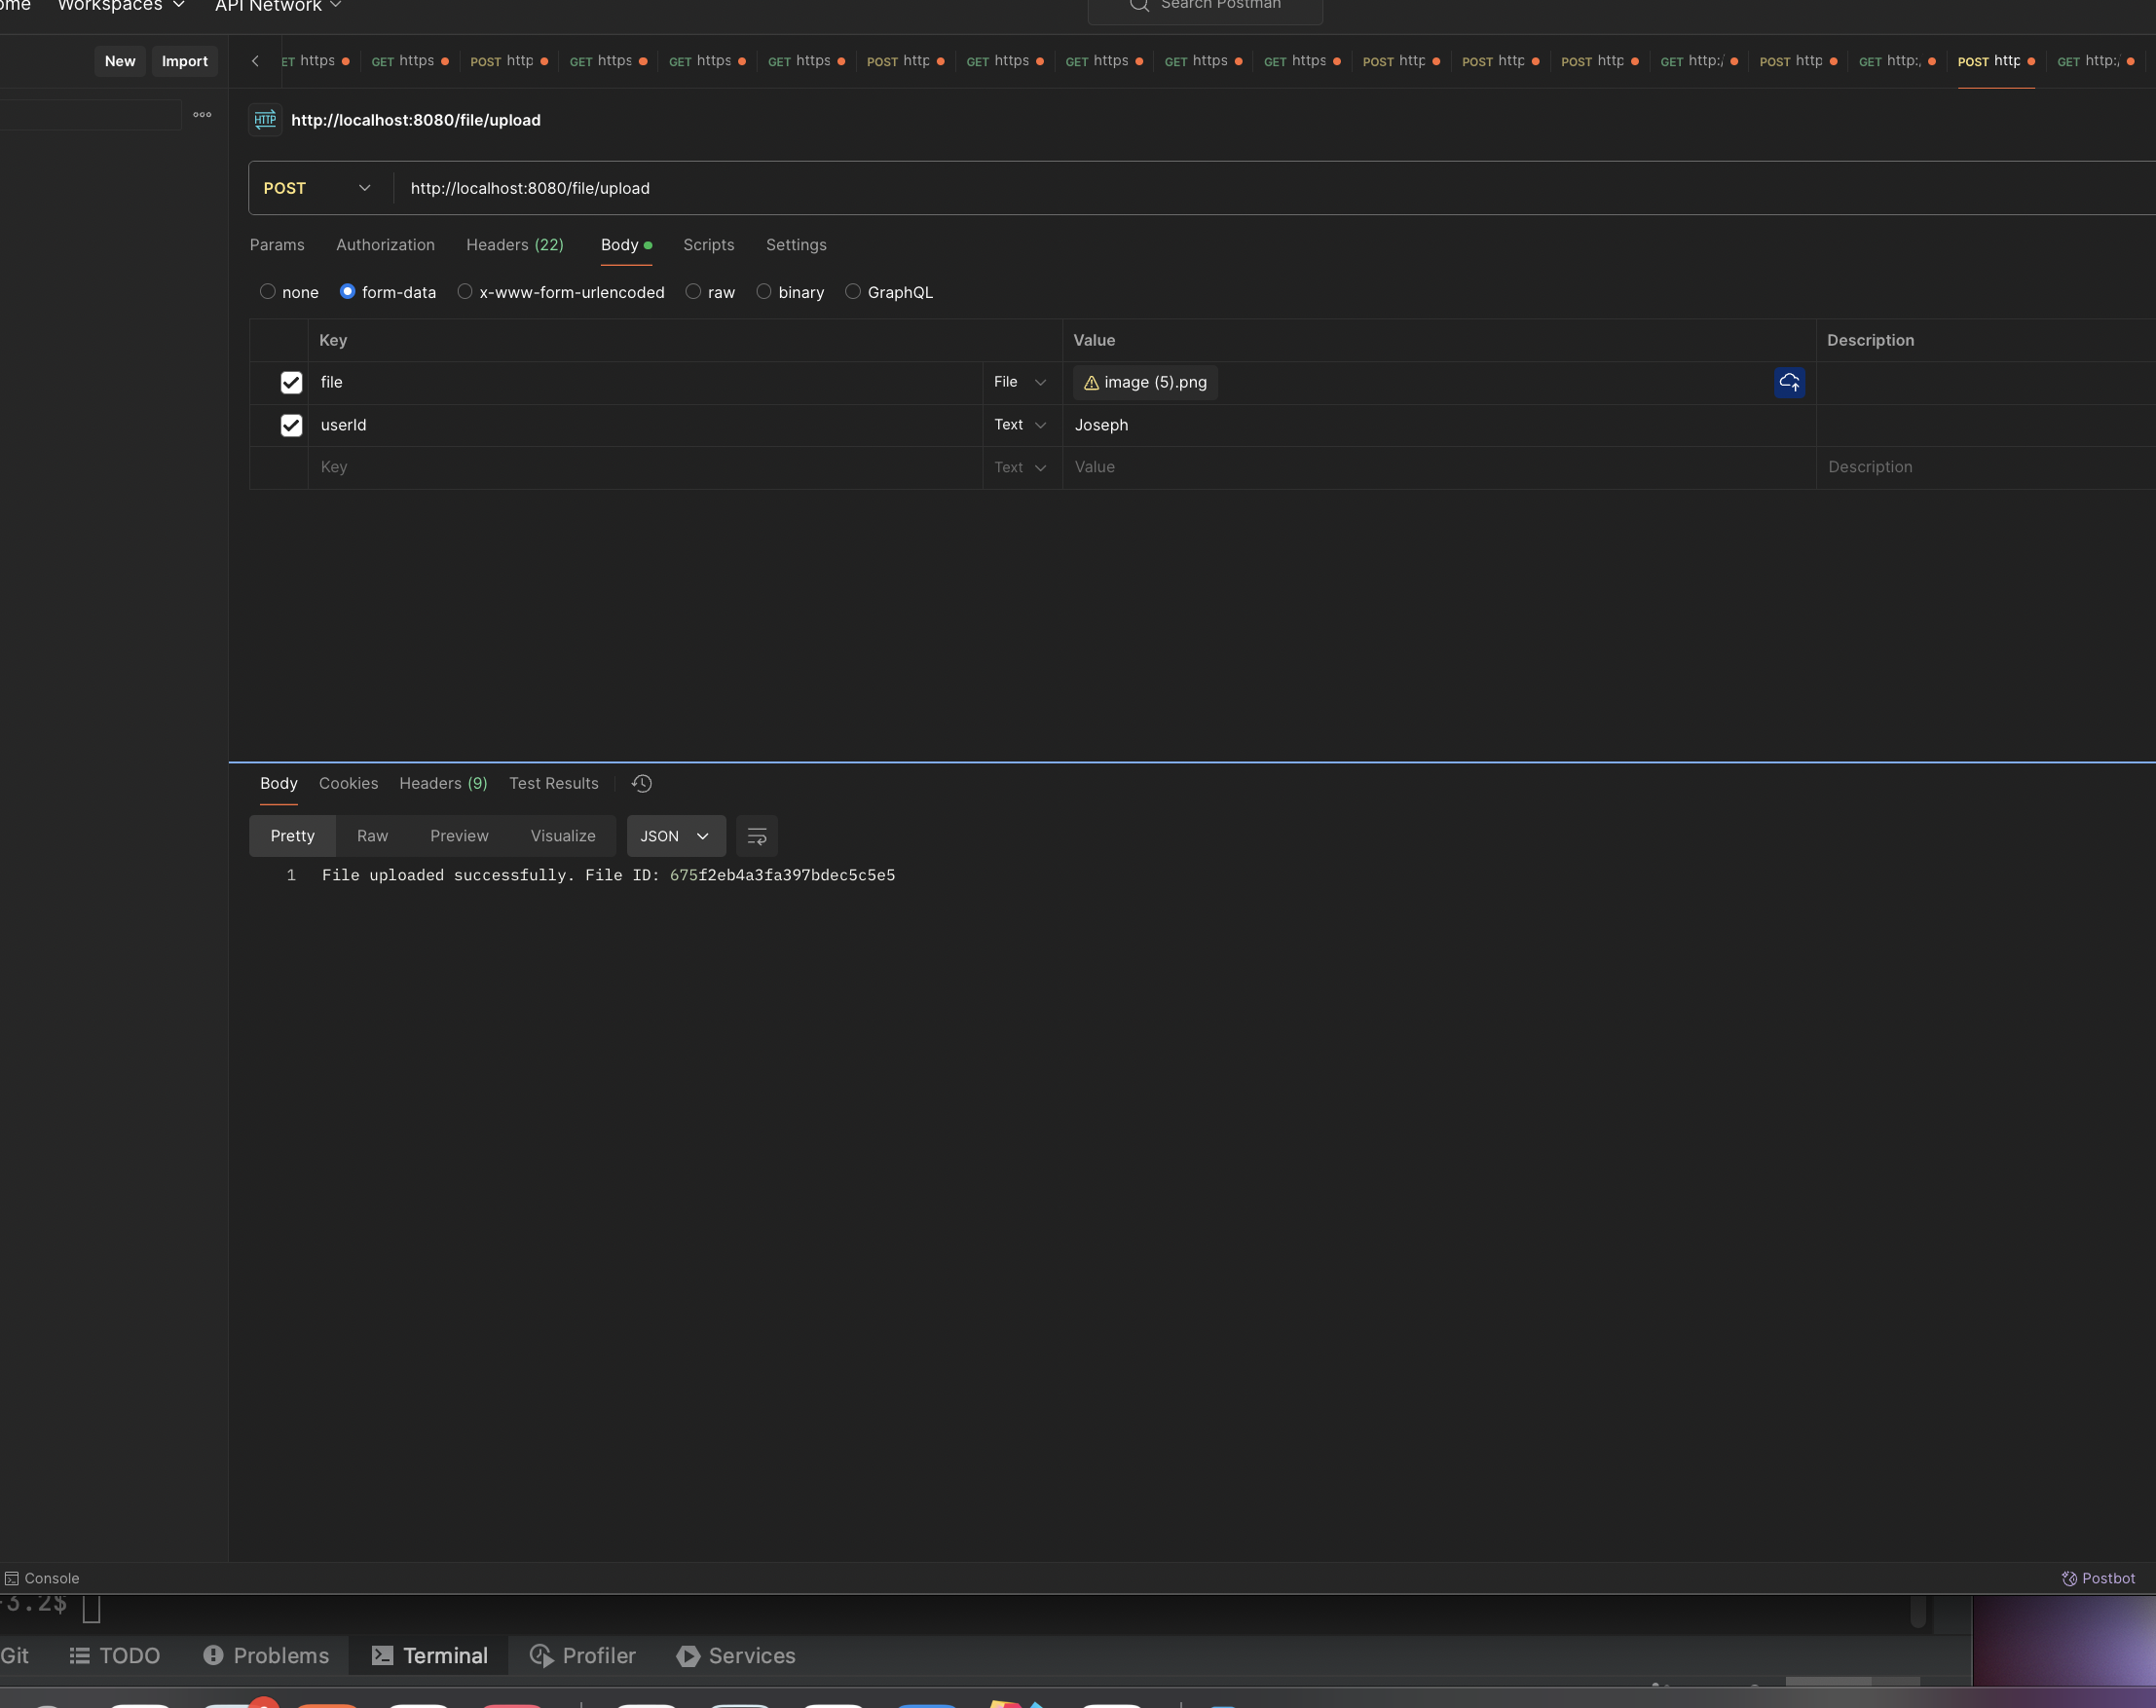 Workspaces API Network Search Postman
New Import
ET https GET https POST http GET https GET https GET https POST http GET https GET https GET https GET https POST http POST http POST http GET http:/ POST http GET http:/ POST http GET http:/
HTTP http://localhost:8080/file/upload
POST http://localhost:8080/file/upload
Params Authorization Headers (22) Body Scripts Settings
none form-data x-www-form-urlencoded raw binary GraphQL
Key Value Description
file File image (5).png
userId Text Joseph
Key Text Value Description
Body Cookies Headers (9) Test Results
Pretty Raw Preview Visualize JSON
1 File uploaded successfully. File ID: 675f2eb4a3fa397bdec5c5e5
Console Postbot
-3.2$
Git TODO Problems Terminal Profiler Services